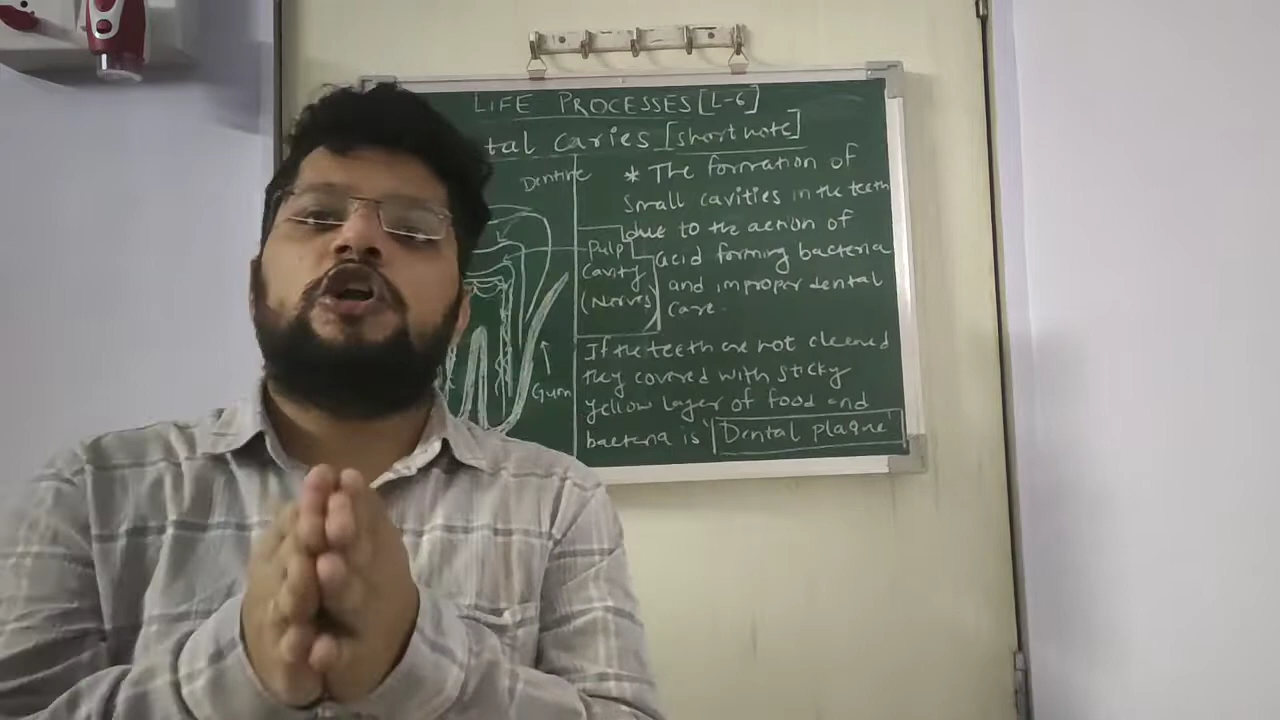 LIFE PROCESSES [L-6]
tal caries [short note]
Dentine
Pulp
cavity
(Nerves)
Gum
* The formation of
small cavities in the teeth
due to the action of
acid forming bacteria
and improper dental
care.
If the teeth are not cleaned
they covered with sticky
yellow layer of food and
bacteria is 'Dental plaque'